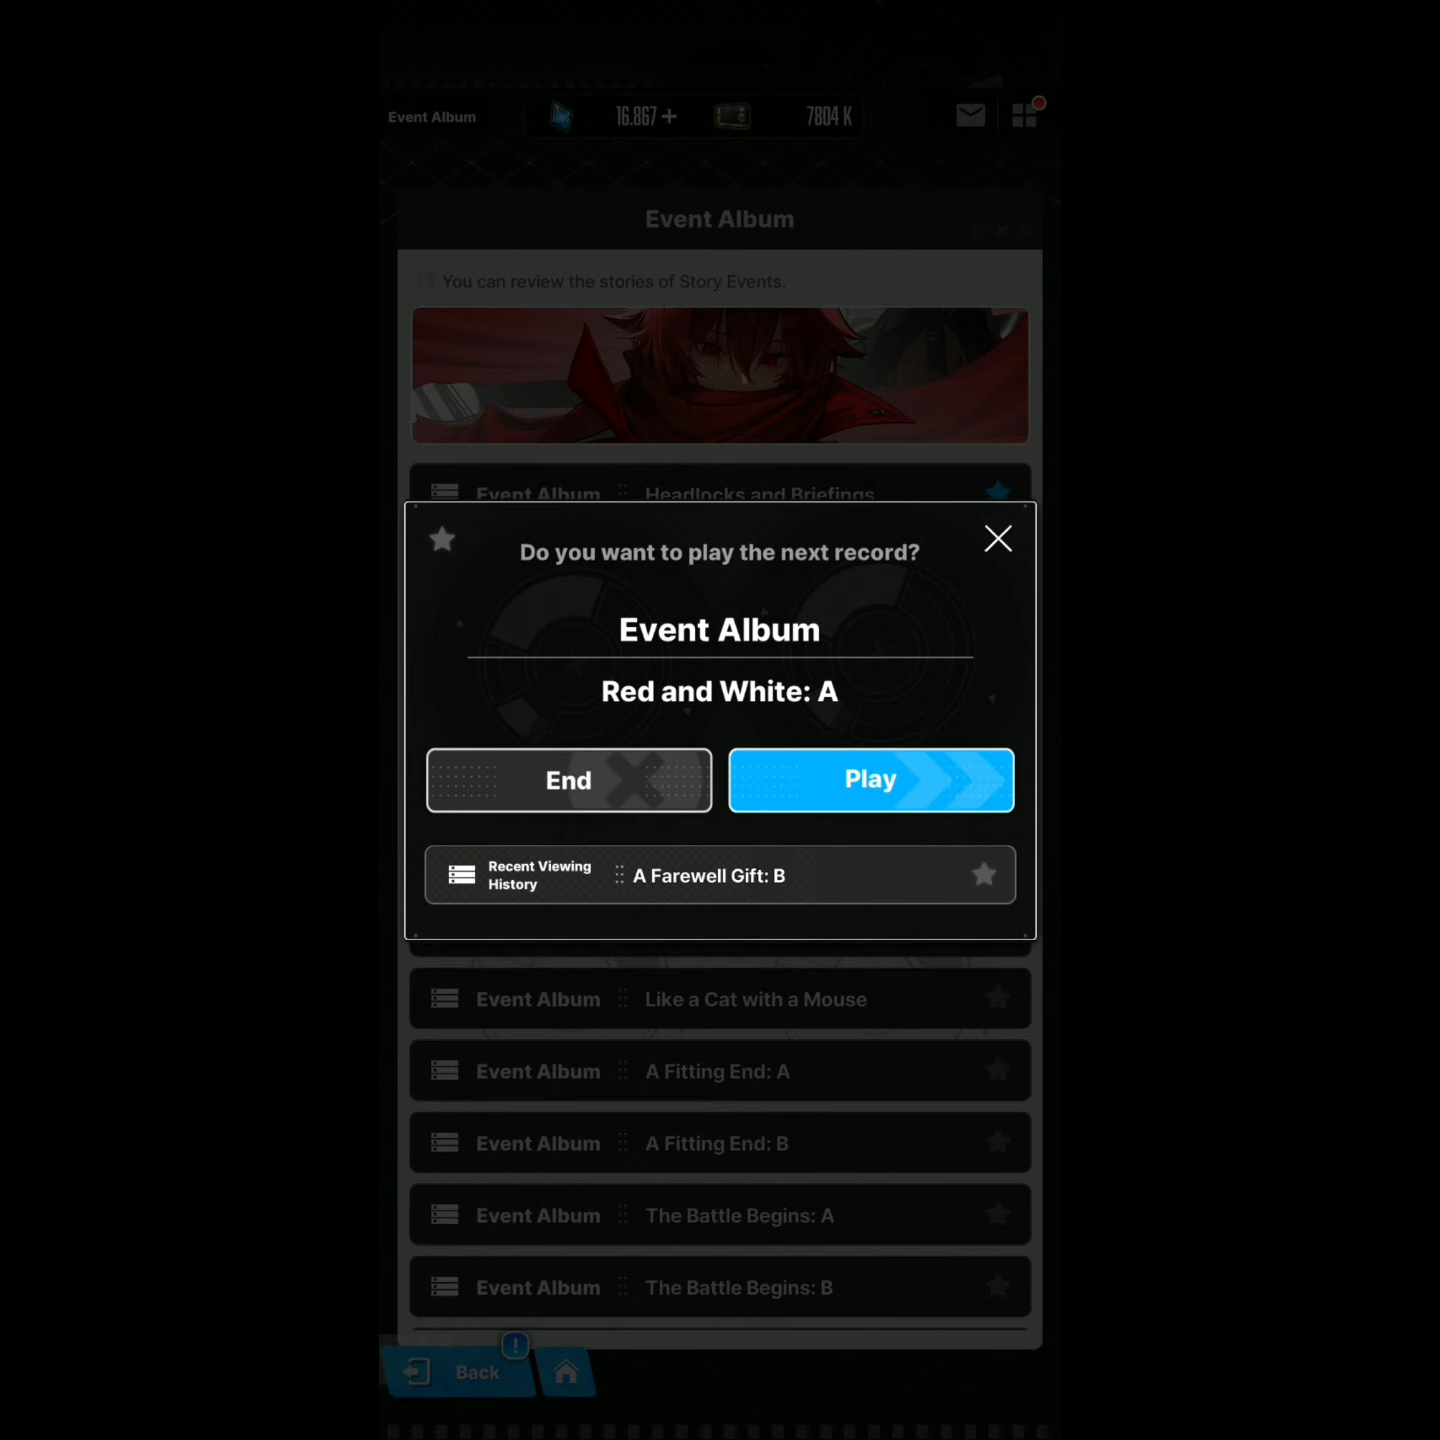 Event Album
16.867 +
7804 K
Event Album
You can review the stories of Story Events.
Event Album :: Headlocks and Briefings
Do you want to play the next record?
Event Album
Red and White: A
End
Play
Recent Viewing
History
A Farewell Gift: B
Event Album :: Like a Cat with a Mouse
Event Album :: A Fitting End: A
Event Album :: A Fitting End: B
Event Album :: The Battle Begins: A
Event Album :: The Battle Begins: B
!
Back